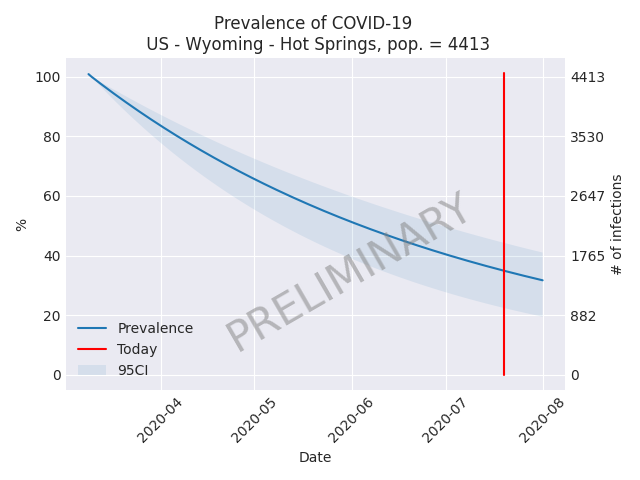 Prevalence of COVID-19
US - Wyoming - Hot Springs, pop. = 4413
100
80
60
40
20
0
%
4413
3530
2647
1765
882
0
# of infections
PRELIMINARY
Prevalence
Today
95CI
2020-04
2020-05
2020-06
2020-07
2020-08
Date